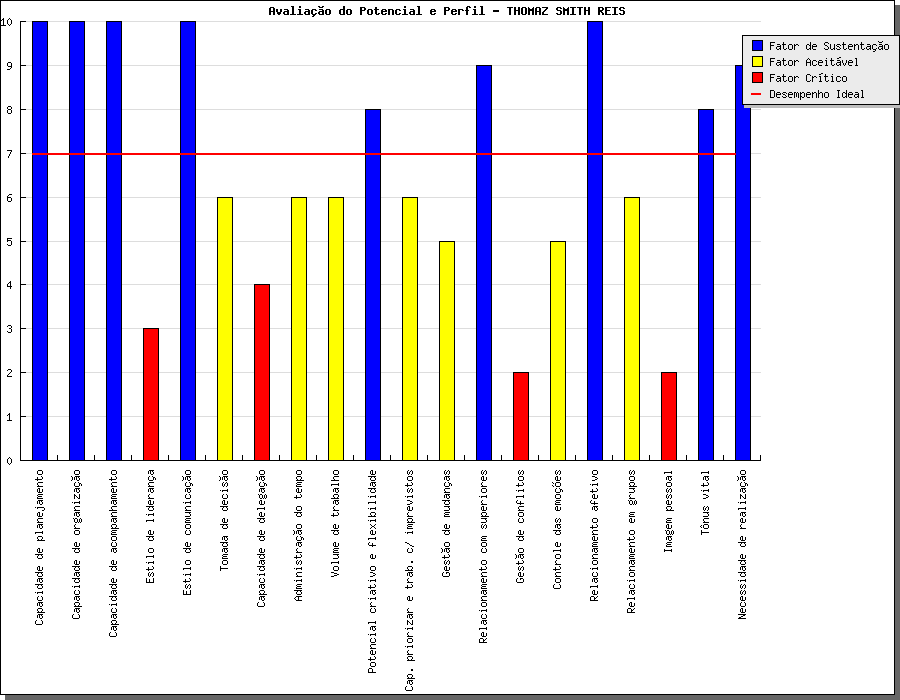 Avaliação do Potencial e Perfil - THOMAZ SMITH REIS
Fator de Sustentação
Fator Aceitável
Fator Crítico
Desempenho Ideal
10
9
8
7
6
5
4
3
2
1
0
Capacidade de planejamento
Capacidade de organização
Capacidade de acompanhamento
Estilo de liderança
Estilo de comunicação
Tomada de decisão
Capacidade de delegação
Administração do tempo
Volume de trabalho
Potencial criativo e flexibilidade
Cap. priorizar e trab. c/ imprevistos
Gestão de mudanças
Relacionamento com superiores
Gestão de conflitos
Controle das emoções
Relacionamento afetivo
Relacionamento em grupos
Imagem pessoal
Tônus vital
Necessidade de realização